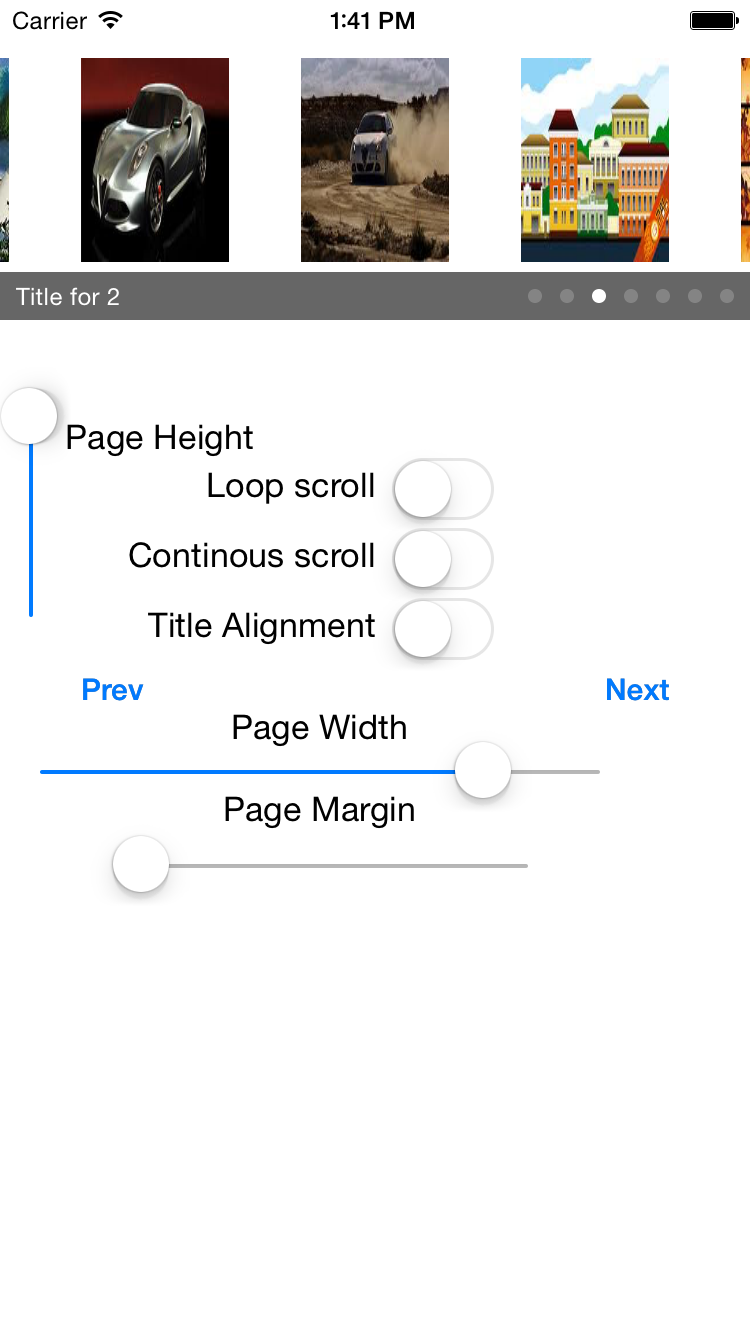 Carrier 1:41 PM
Title for 2
Page Height
Loop scroll
Continous scroll
Title Alignment
Prev Next
Page Width
Page Margin